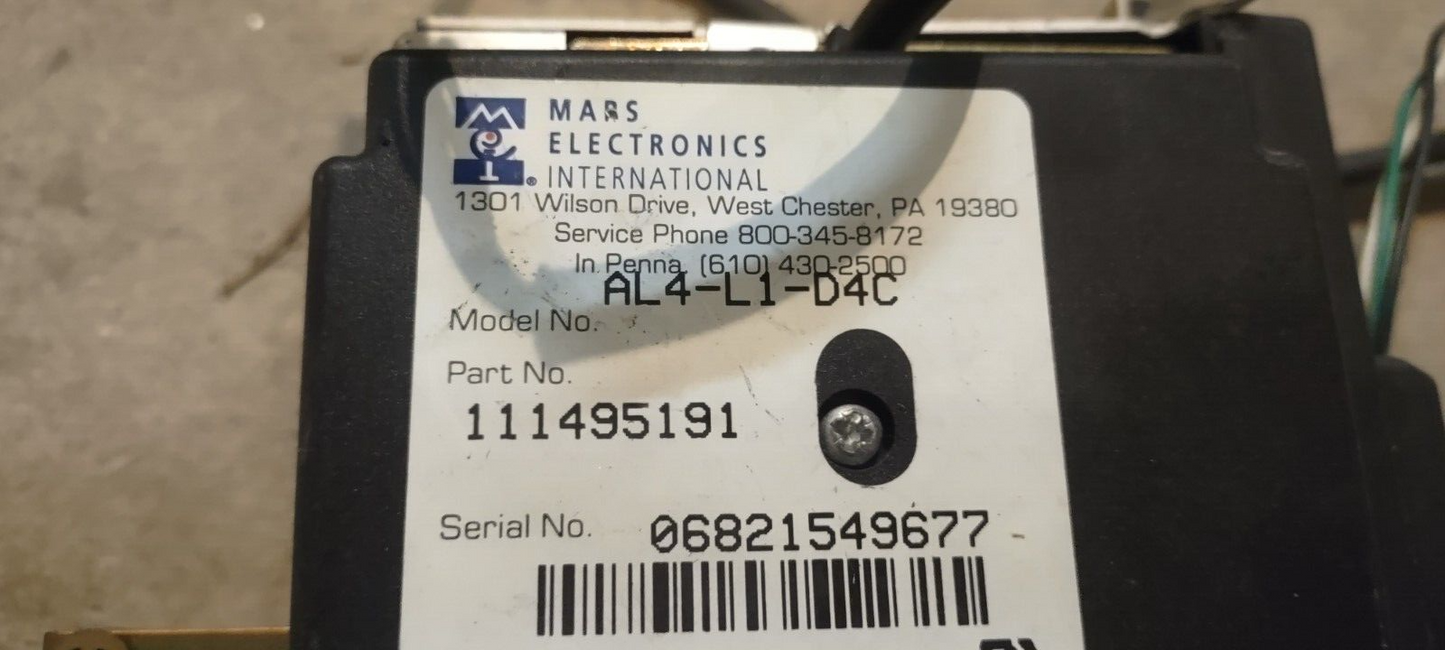 MARS
ELECTRONICS
INTERNATIONAL
1301 Wilson Drive, West Chester, PA 19380
Service Phone 800-345-8172
In Penna. (610) 430-2500
AL4-L1-D4C
Model No.
Part No.
111495191
Serial No. 06821549677